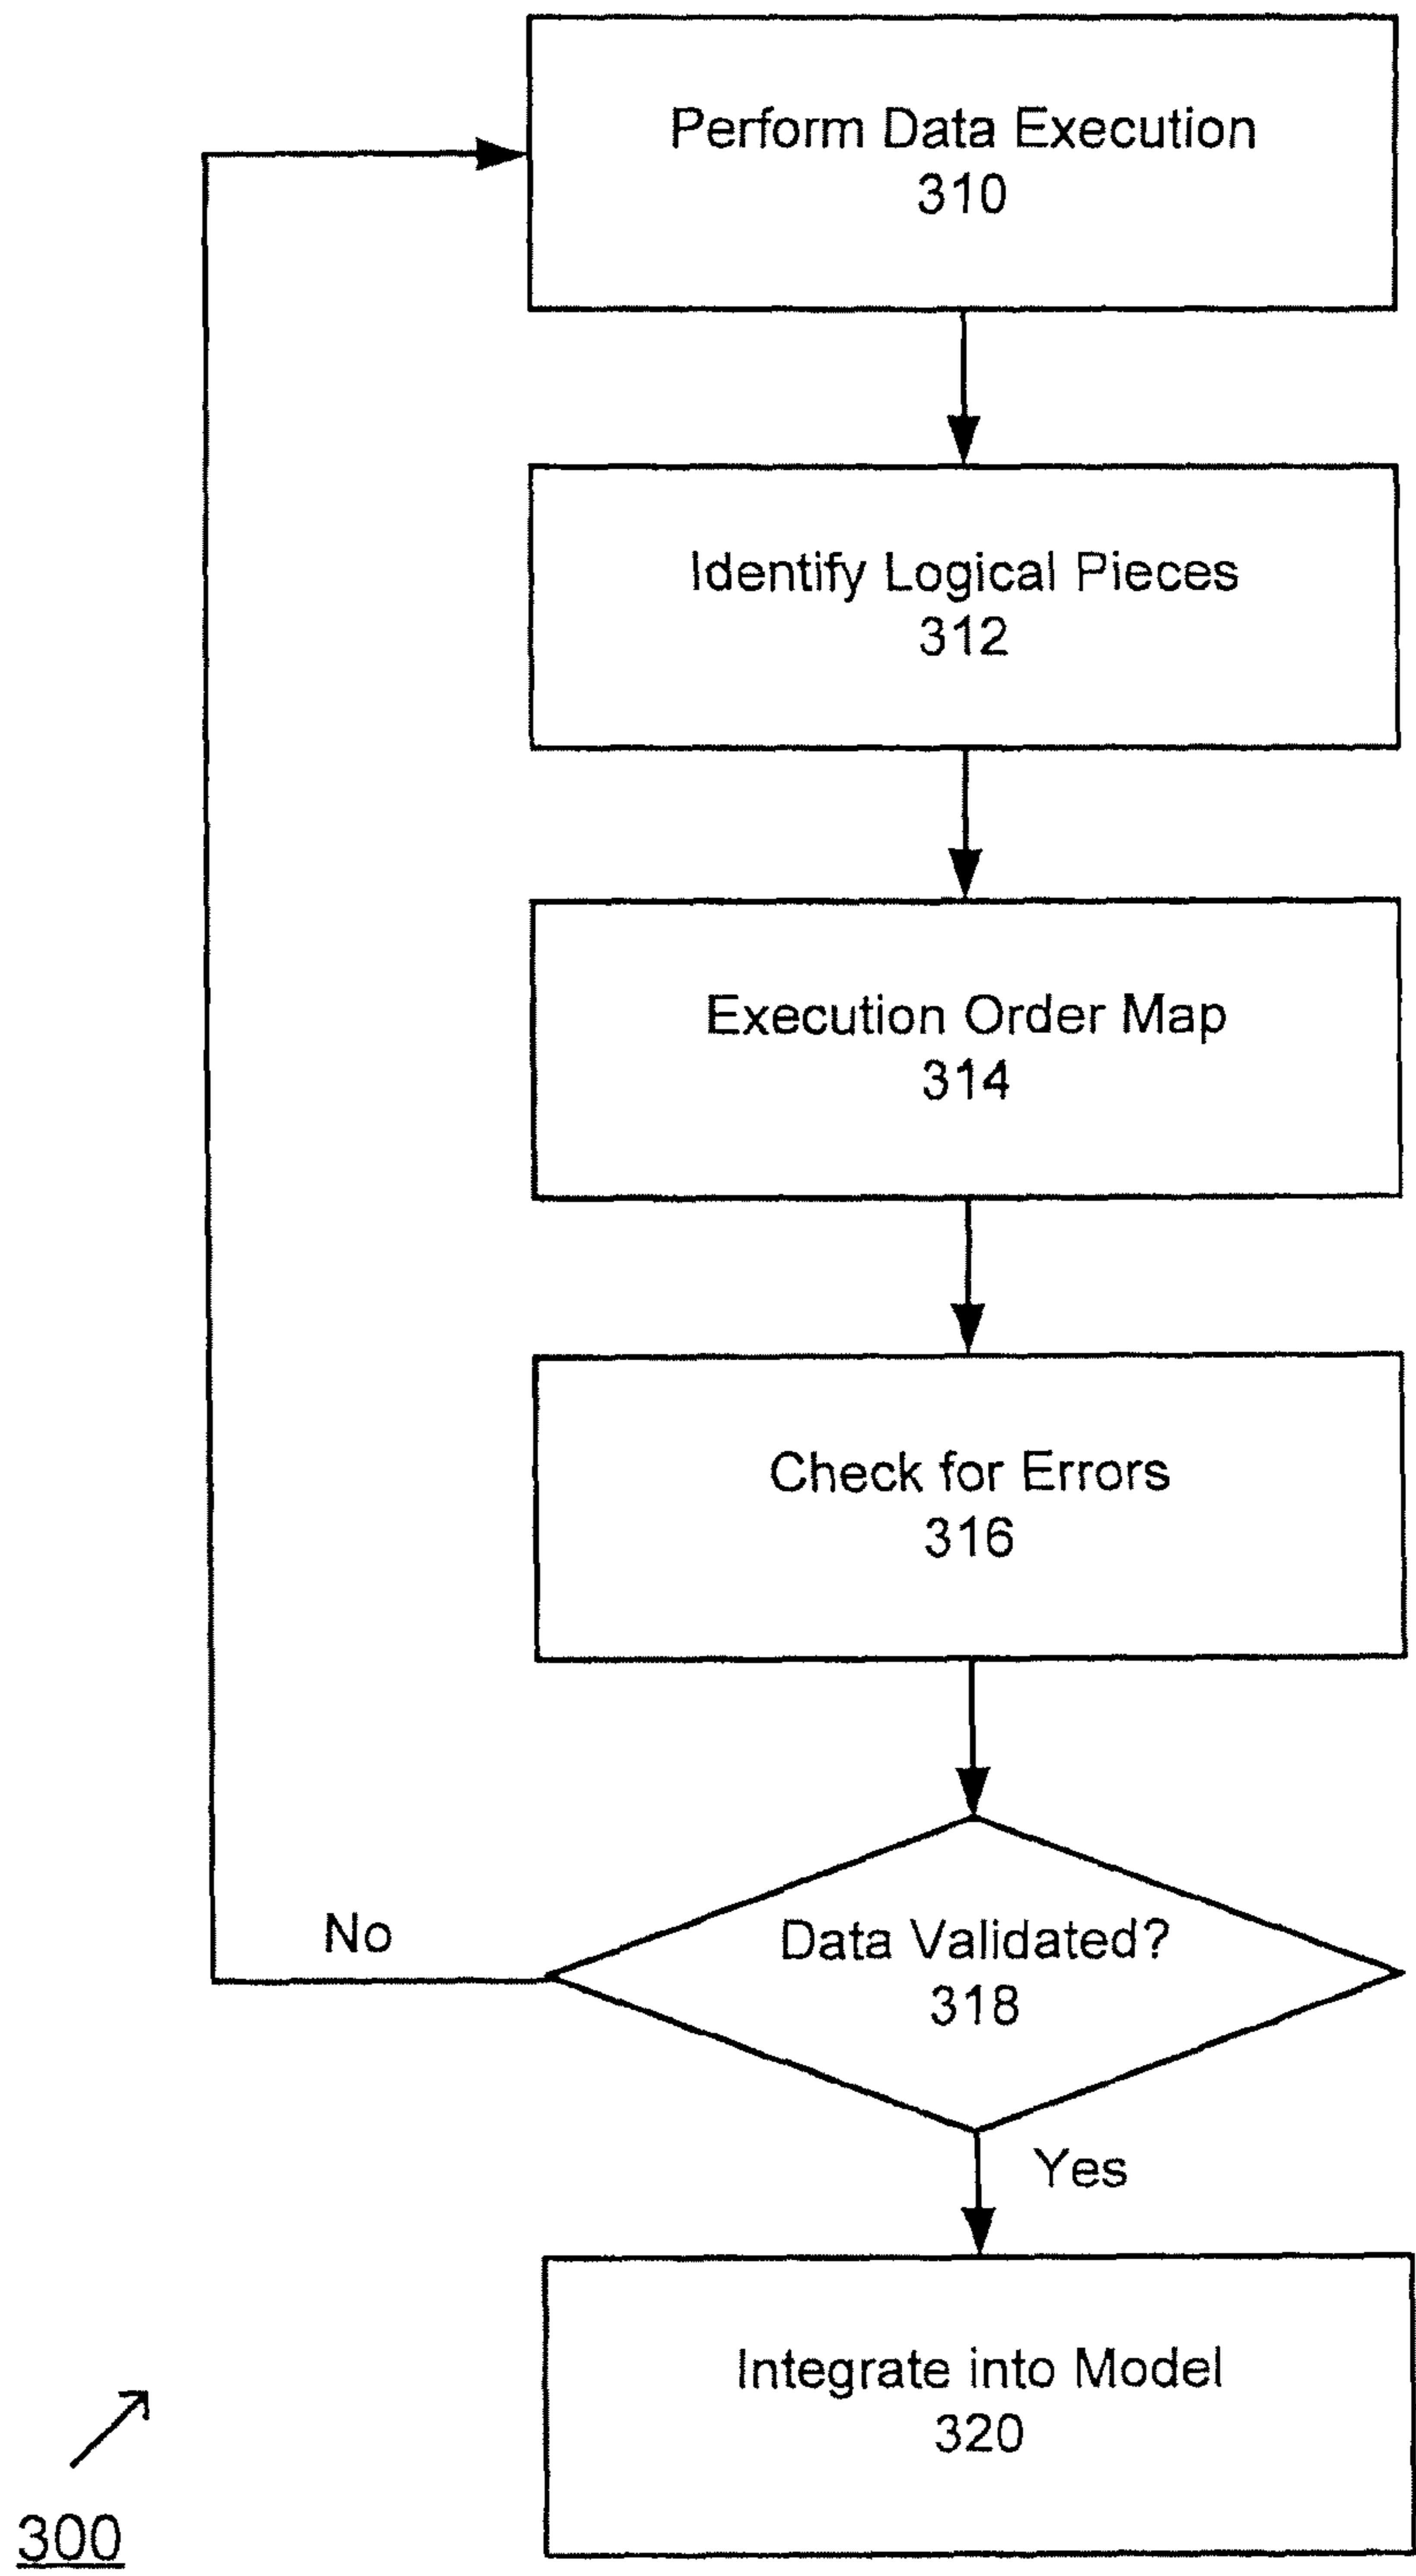 Perform Data Execution
310
Identify Logical Pieces
312
Execution Order Map
314
Check for Errors
316
Data Validated?
318
No
Yes
Integrate into Model
320
300